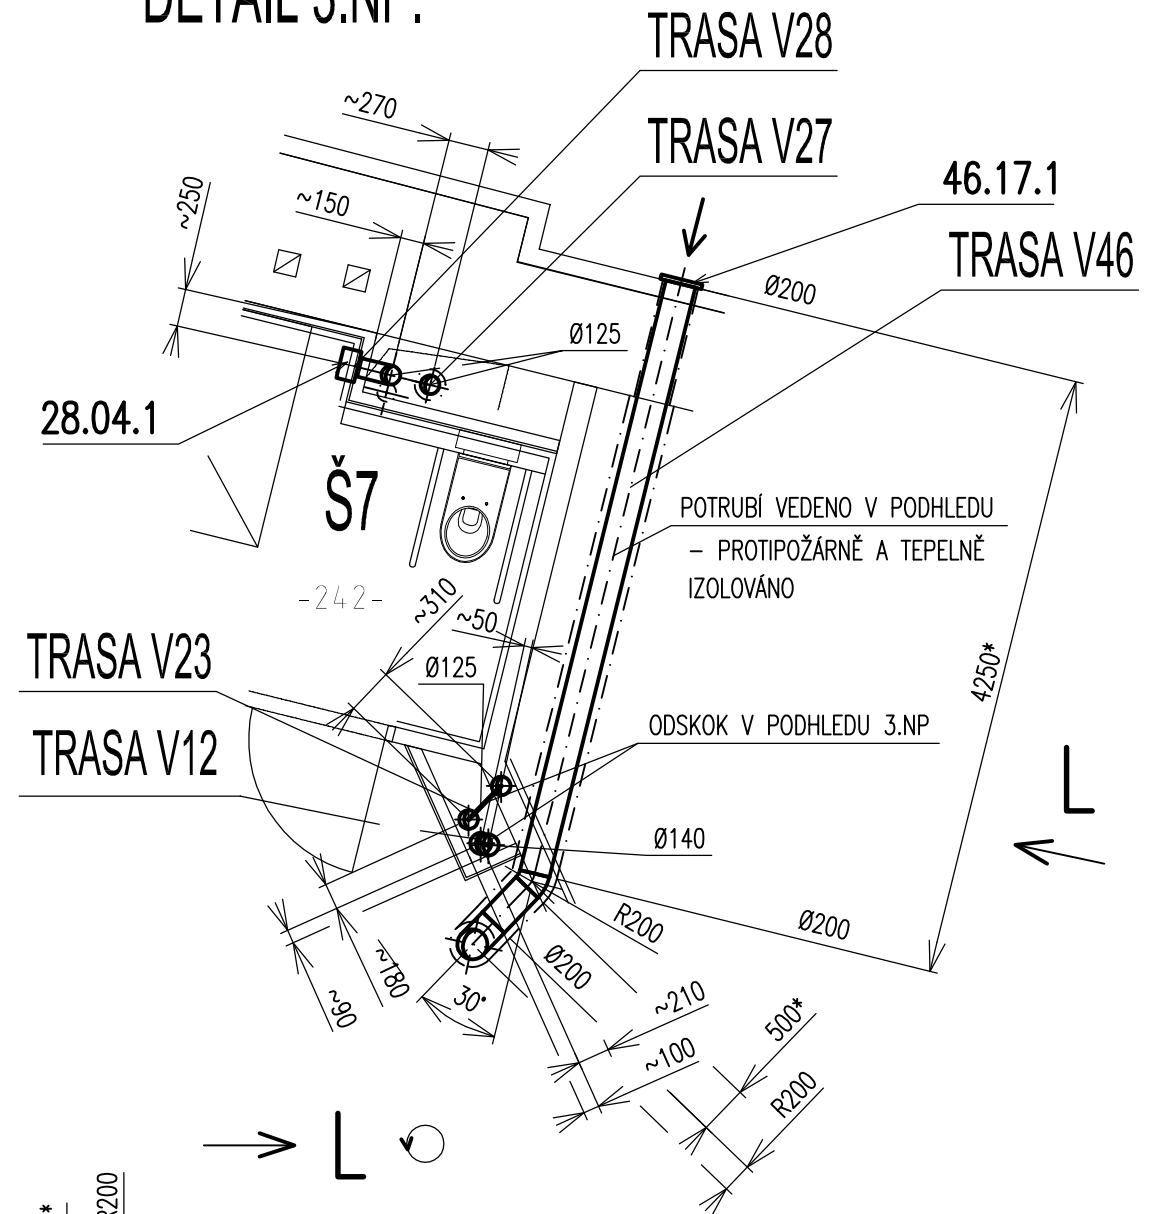 DETAIL 3.NP.
TRASA V28
~270
TRASA V27
46.17.1
~250
~150
TRASA V46
Ø200
Ø125
28.04.1
Š7
POTRUBÍ VEDENO V PODHLEDU
– PROTIPOŽÁRNĚ A TEPELNĚ
IZOLOVÁNO
-242-
~310
~50
TRASA V23
Ø125
4250*
ODSKOK V PODHLEDU 3.NP
TRASA V12
L
Ø140
R200
Ø200
~180
Ø200
~90
30°
~210
500*
~100
R200
L
R200
*